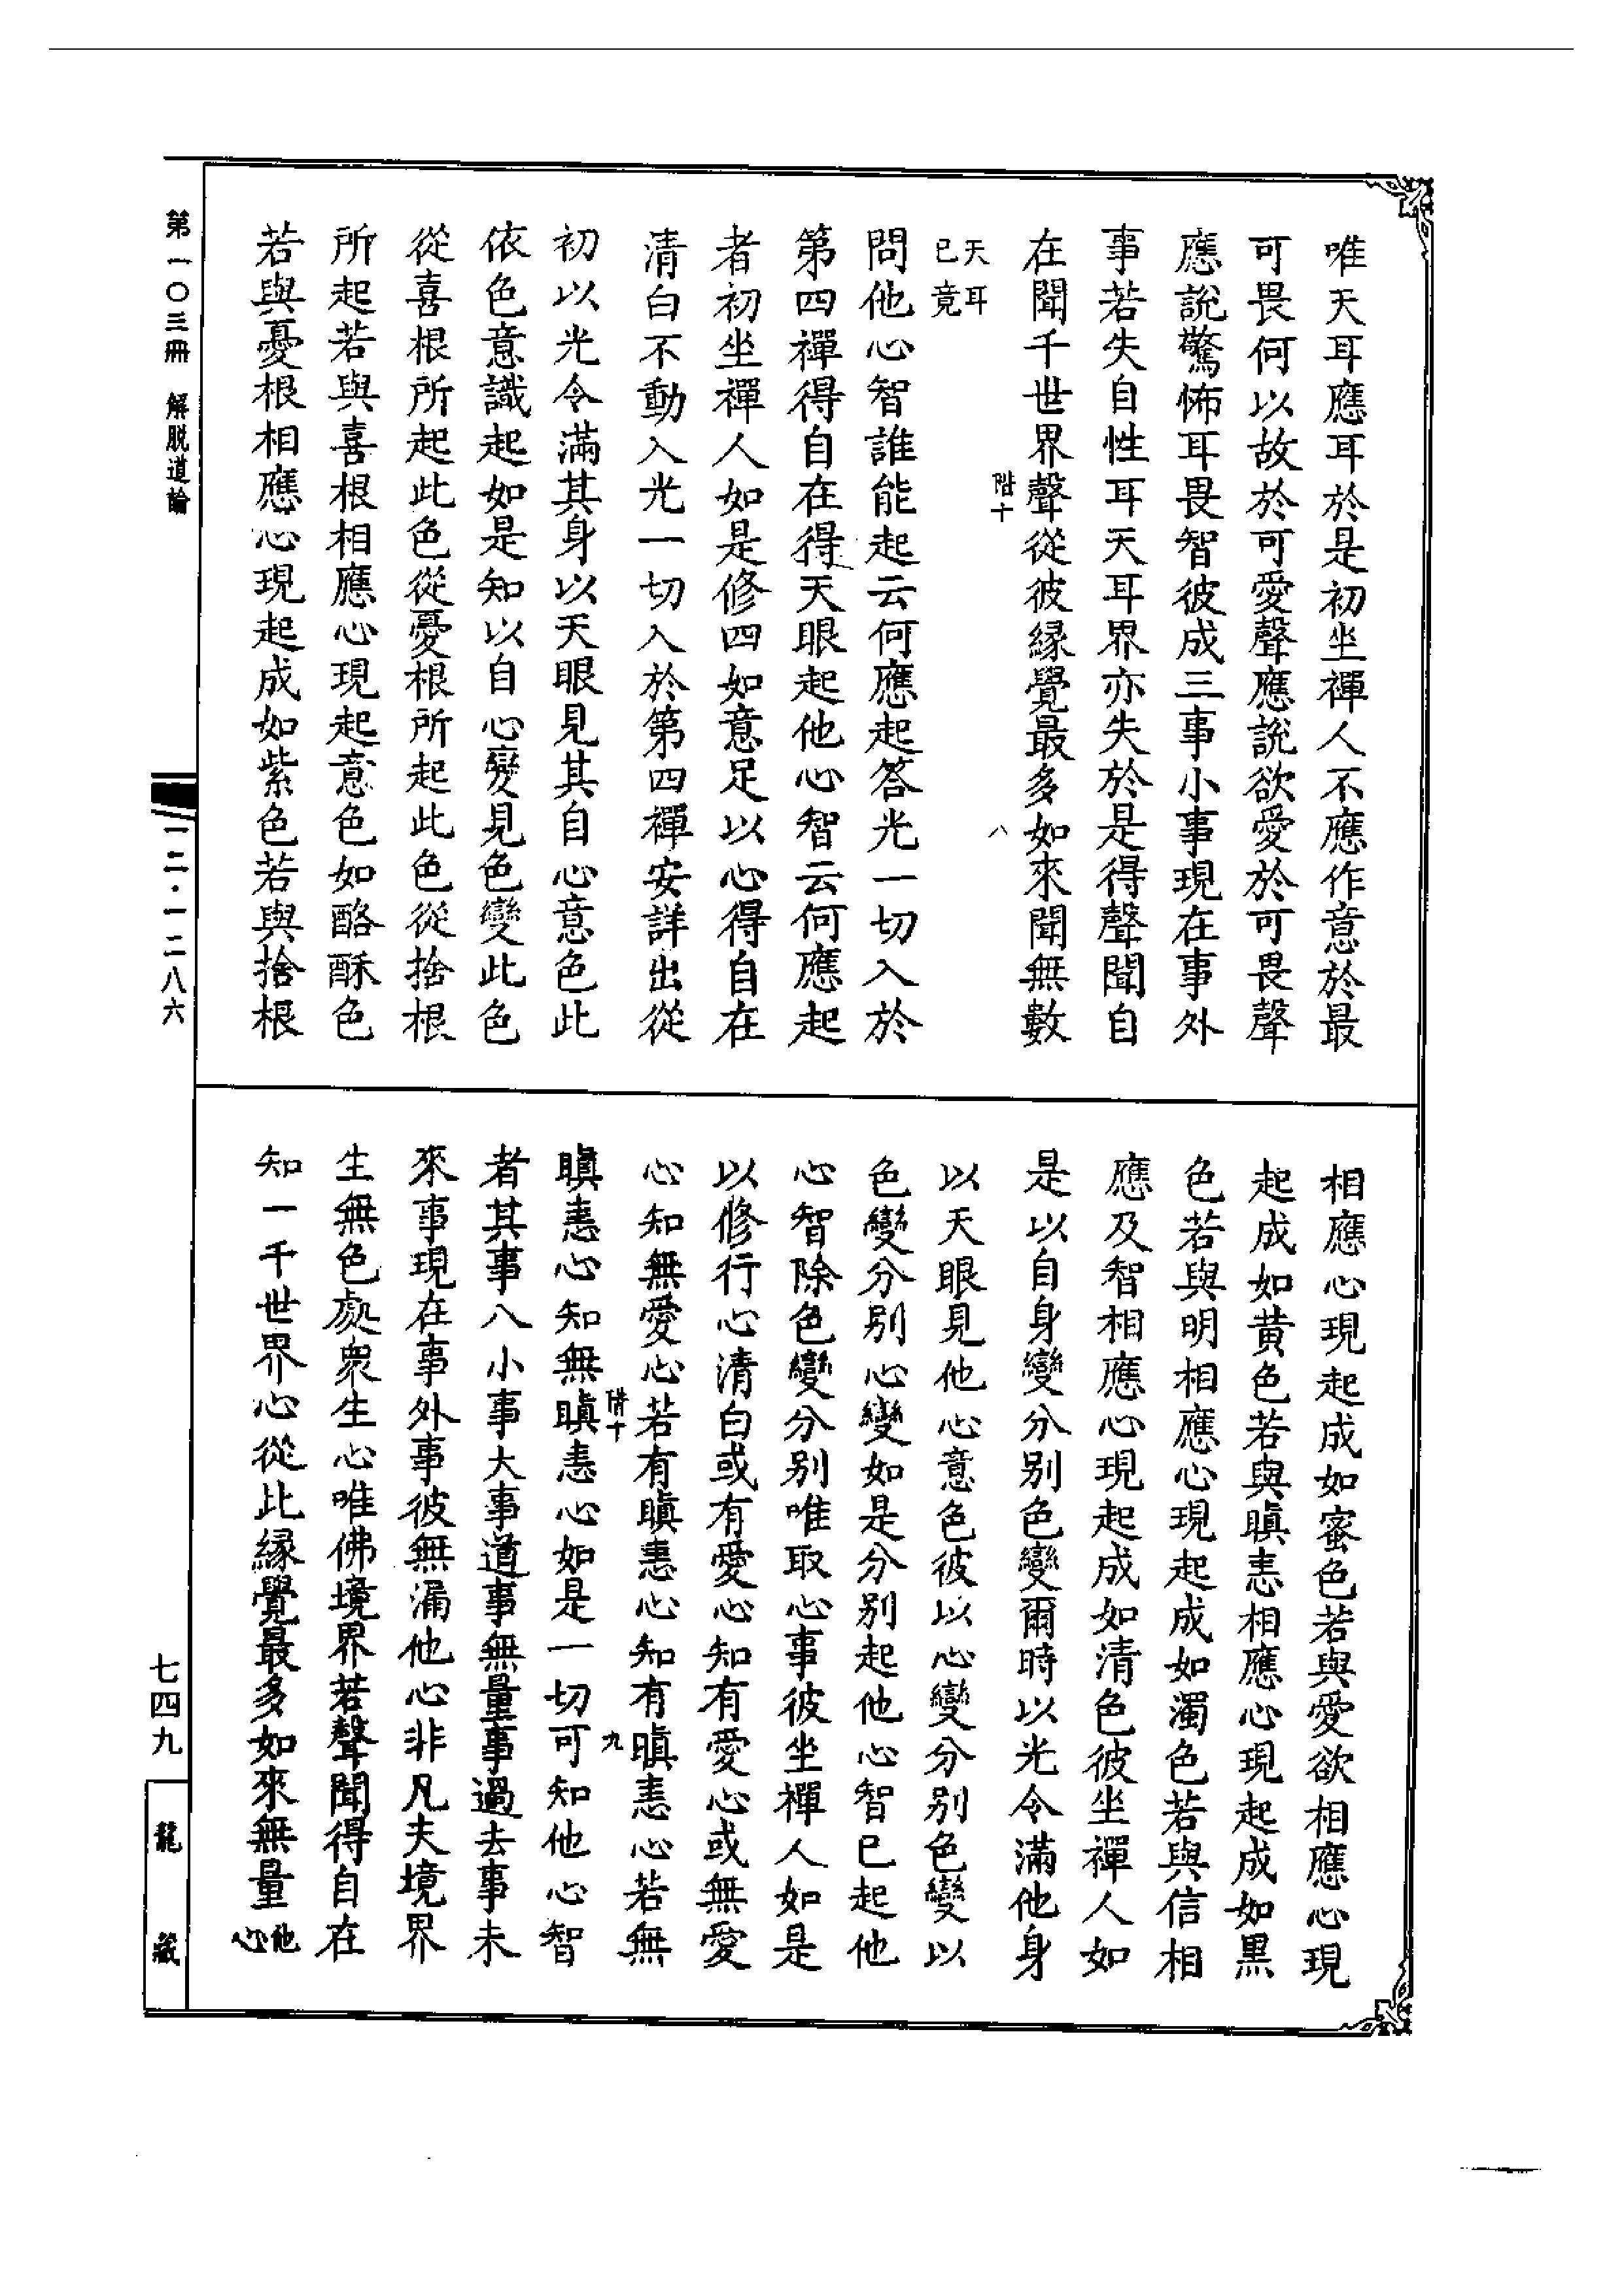 唯天耳應耳於是初坐禪人不應作意於最
可畏何以故於可愛聲應說欲愛於可畏聲
應說驚怖耳畏智彼成三事小事現在事外
事若失自性耳天耳界亦失於是得聲聞自
在聞千世界聲從彼緣覺最多如來聞無數
階十
八
天耳
已竟
問他心智誰能起云何應起答光一切入於
第四禪得自在得天眼起他心智云何應起
者初坐禪人如是修四如意足以心得自在
清白不動入光一切入於第四禪安詳出從
初以光令滿其身以天眼見其自心意色此
依色意識起如是知以自心變見色變此色
從喜根所起此色從憂根所起此色從捨根
所起若與喜根相應心現起意色如酪酥色
若與憂根相應心現起成如紫色若與捨根
相應心現起成如蜜色若與愛欲相應心現
起成如黄色若與瞋恚相應心現起成如黑
色若與明相應心現起成如濁色若與信相
應及智相應心現起成如清色彼坐禪人如
是以自身變分别色變爾時以光令滿他身
以天眼見他心意色彼以心變分别色變以
色變分别心變如是分别起他心智已起他
心智除色變分别唯取心事彼坐禪人如是
以修行心清白或有愛心知有愛心或無愛
心知無愛心若有瞋恚心知有瞋恚心若無
階十
九
瞋恚心知無瞋恚心如是一切可知他心智
者其事八小事大事道事無量事過去事未
來事現在事外事彼無漏他心非凡夫境界
生無色處衆生心唯佛境界若聲聞得自在
知一千世界心從此緣覺最多如來無量他
心
第一〇三冊 解脱道論
一二·一二八六
七四九
龍藏